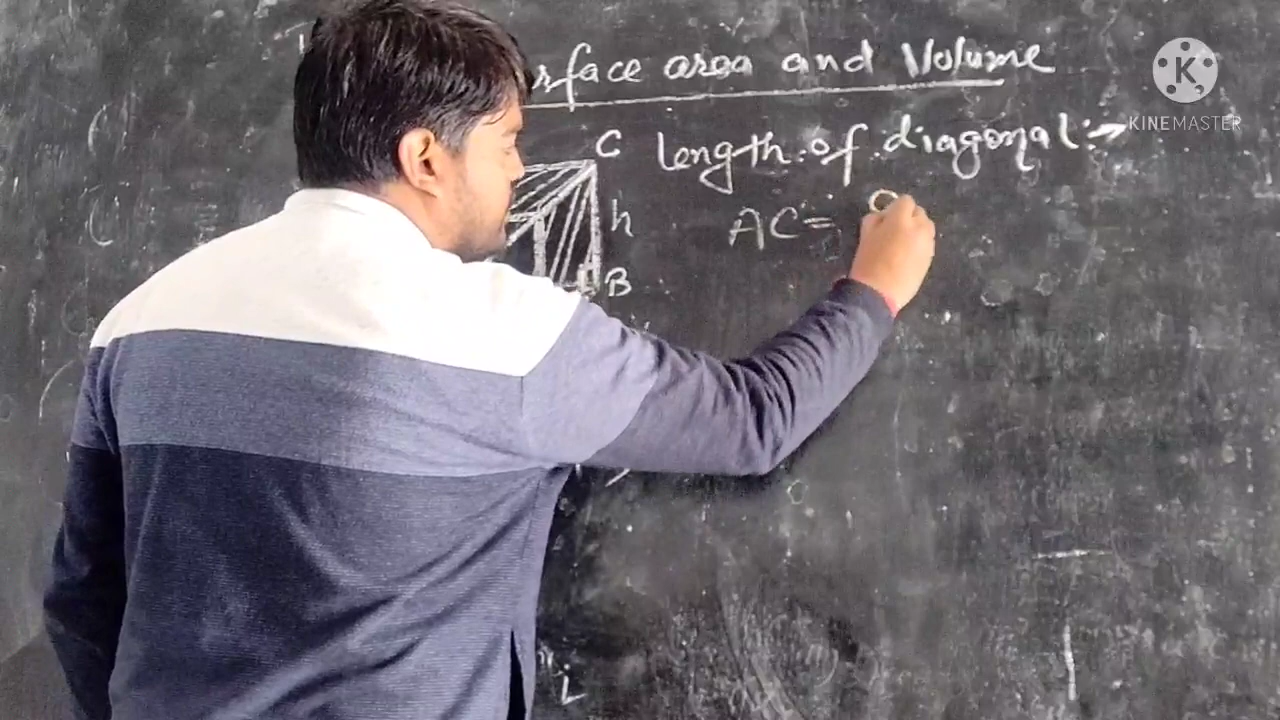 rface area and Volume
C
length of diagonal:→
h
AC=
B
L
K
KINEMASTER